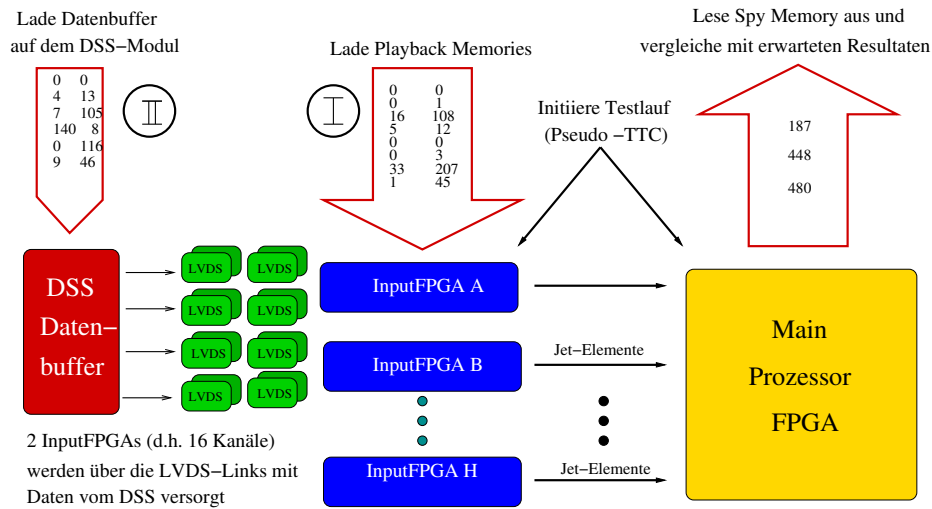 Lade Datenbuffer
auf dem DSS−Modul
0 0
4 13
7 105
140 8
0 116
9 46
II
I
Lade Playback Memories
0 0
0 1
16 108
5 12
0 0
0 3
33 207
1 45
Initiiere Testlauf
(Pseudo −TTC)
Lese Spy Memory aus und
vergleiche mit erwarteten Resultaten
187
448
480
DSS
Daten−
buffer
LVDS LVDS
LVDS LVDS
LVDS LVDS
LVDS LVDS
InputFPGA A
InputFPGA B
InputFPGA H
Jet−Elemente
Jet−Elemente
Main
Prozessor
FPGA
2 InputFPGAs (d.h. 16 Kanäle)
werden über die LVDS−Links mit
Daten vom DSS versorgt